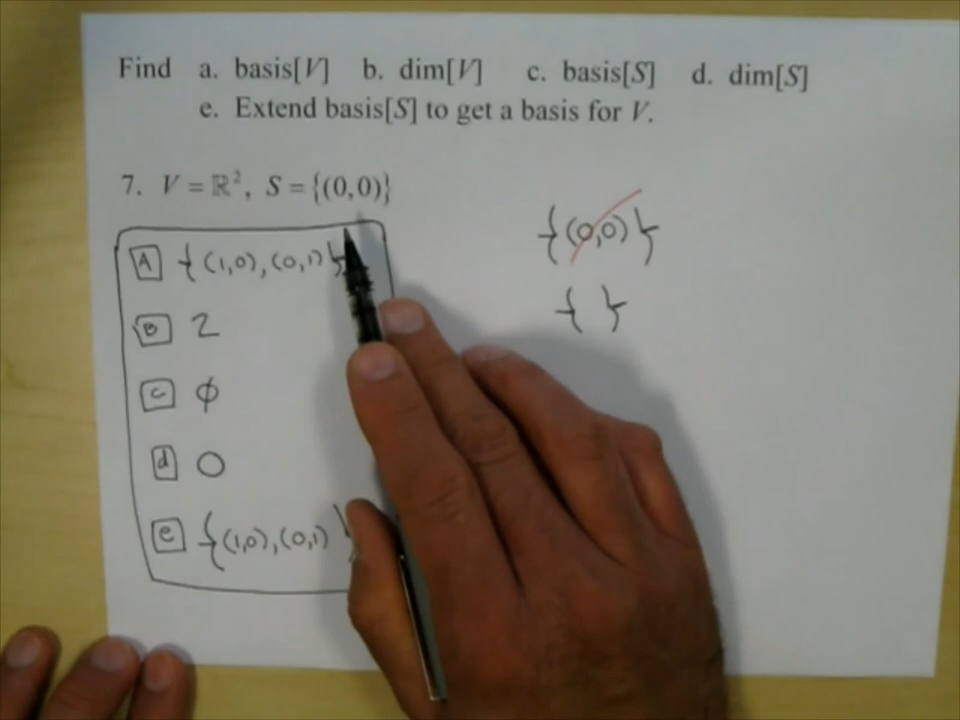 Find a. basis[V] b. dim[V] c. basis[S] d. dim[S]
e. Extend basis[S] to get a basis for V.
7. V = ℝ², S = {(0,0)}
A {(1,0),(0,1)}
B 2
c ϕ
d 0
e {(1,0),(0,1)}
{(0,0)}
{ }